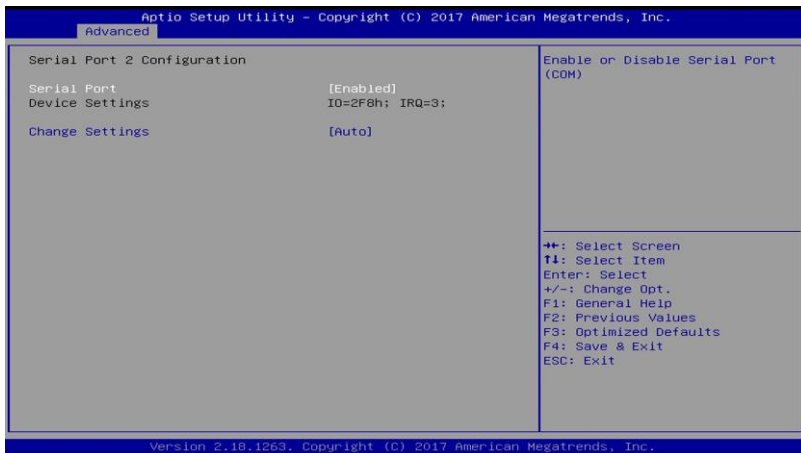 Aptio Setup Utility – Copyright (C) 2017 American Megatrends, Inc.
Advanced
Serial Port 2 Configuration
Serial Port [Enabled]
Device Settings IO=2F8h; IRQ=3;
Change Settings [Auto]
Enable or Disable Serial Port
(COM)
→←: Select Screen
↑↓: Select Item
Enter: Select
+/-: Change Opt.
F1: General Help
F2: Previous Values
F3: Optimized Defaults
F4: Save & Exit
ESC: Exit
Version 2.18.1263. Copyright (C) 2017 American Megatrends, Inc.